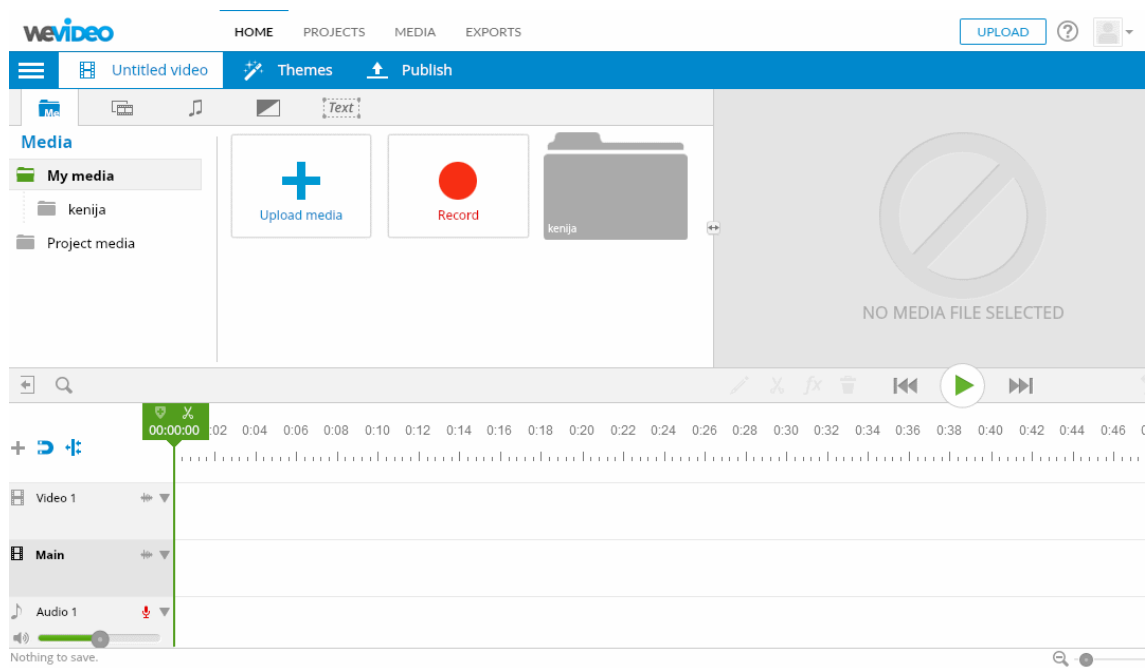 WeVIDEO
HOME PROJECTS MEDIA EXPORTS UPLOAD ?
Untitled video Themes Publish
Me Text
Media
My media
kenija
Project media
Upload media Record kenija
NO MEDIA FILE SELECTED
fx
00:00:00 :02 0:04 0:06 0:08 0:10 0:12 0:14 0:16 0:18 0:20 0:22 0:24 0:26 0:28 0:30 0:32 0:34 0:36 0:38 0:40 0:42 0:44 0:46
Video 1
Main
Audio 1
Nothing to save.